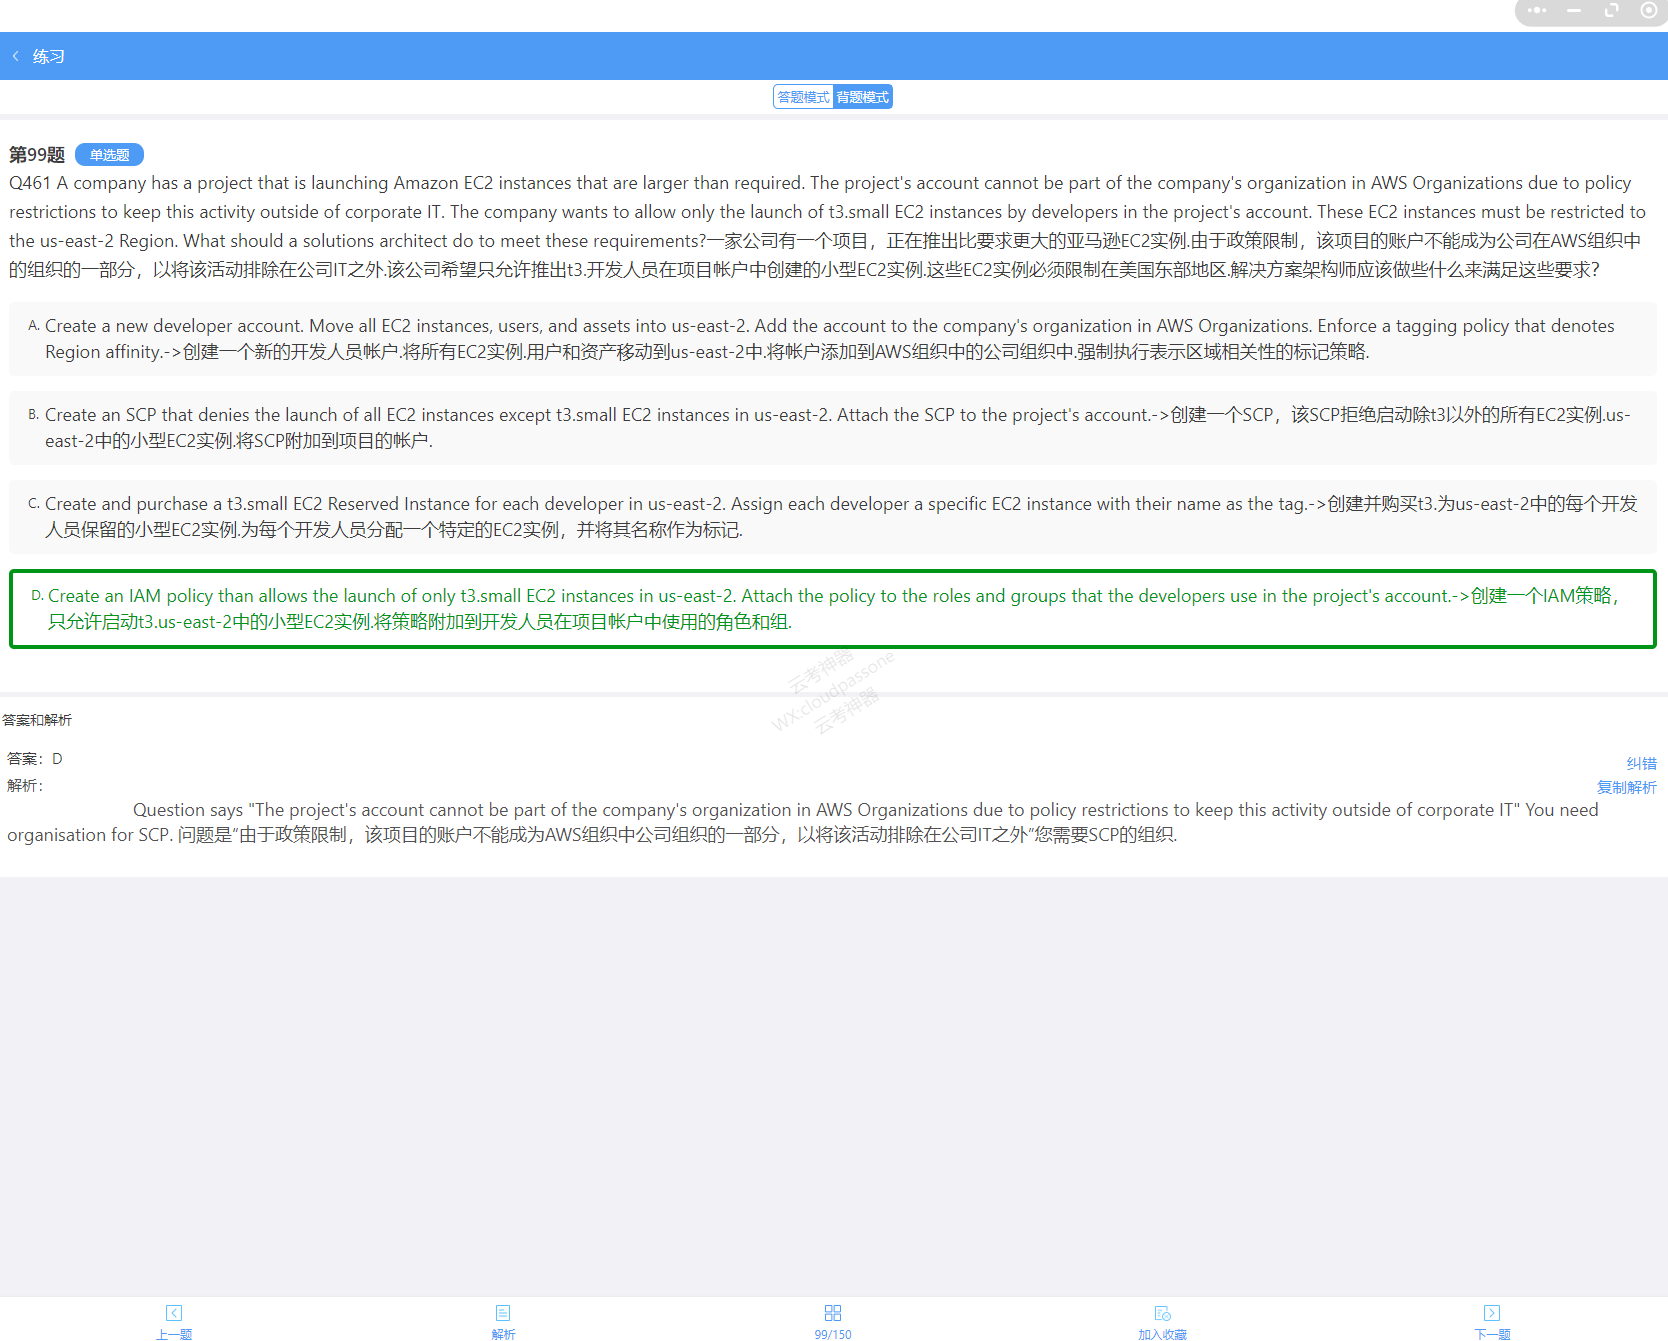 练习
答题模式 背题模式
第99题 单选题
Q461 A company has a project that is launching Amazon EC2 instances that are larger than required. The project's account cannot be part of the company's organization in AWS Organizations due to policy
restrictions to keep this activity outside of corporate IT. The company wants to allow only the launch of t3.small EC2 instances by developers in the project's account. These EC2 instances must be restricted to
the us-east-2 Region. What should a solutions architect do to meet these requirements?一家公司有一个项目，正在推出比要求更大的亚马逊EC2实例.由于政策限制，该项目的账户不能成为公司在AWS组织中
的组织的一部分，以将该活动排除在公司IT之外.该公司希望只允许推出t3.开发人员在项目帐户中创建的小型EC2实例.这些EC2实例必须限制在美国东部地区.解决方案架构师应该做些什么来满足这些要求？
A. Create a new developer account. Move all EC2 instances, users, and assets into us-east-2. Add the account to the company's organization in AWS Organizations. Enforce a tagging policy that denotes
Region affinity.->创建一个新的开发人员帐户.将所有EC2实例.用户和资产移动到us-east-2中.将帐户添加到AWS组织中的公司组织中.强制执行表示区域相关性的标记策略.
B. Create an SCP that denies the launch of all EC2 instances except t3.small EC2 instances in us-east-2. Attach the SCP to the project's account.->创建一个SCP，该SCP拒绝启动除t3以外的所有EC2实例.us-
east-2中的小型EC2实例.将SCP附加到项目的帐户.
C. Create and purchase a t3.small EC2 Reserved Instance for each developer in us-east-2. Assign each developer a specific EC2 instance with their name as the tag.->创建并购买t3.为us-east-2中的每个开发
人员保留的小型EC2实例.为每个开发人员分配一个特定的EC2实例，并将其名称作为标记.
D. Create an IAM policy than allows the launch of only t3.small EC2 instances in us-east-2. Attach the policy to the roles and groups that the developers use in the project's account.->创建一个IAM策略，
只允许启动t3.us-east-2中的小型EC2实例.将策略附加到开发人员在项目帐户中使用的角色和组.
云考神器
WX:cloudpassone
云考神器
答案和解析
答案：D
纠错
解析：
复制解析
Question says "The project's account cannot be part of the company's organization in AWS Organizations due to policy restrictions to keep this activity outside of corporate IT" You need
organisation for SCP. 问题是“由于政策限制，该项目的账户不能成为AWS组织中公司组织的一部分，以将该活动排除在公司IT之外”您需要SCP的组织.
上一题 解析 99/150 加入收藏 下一题